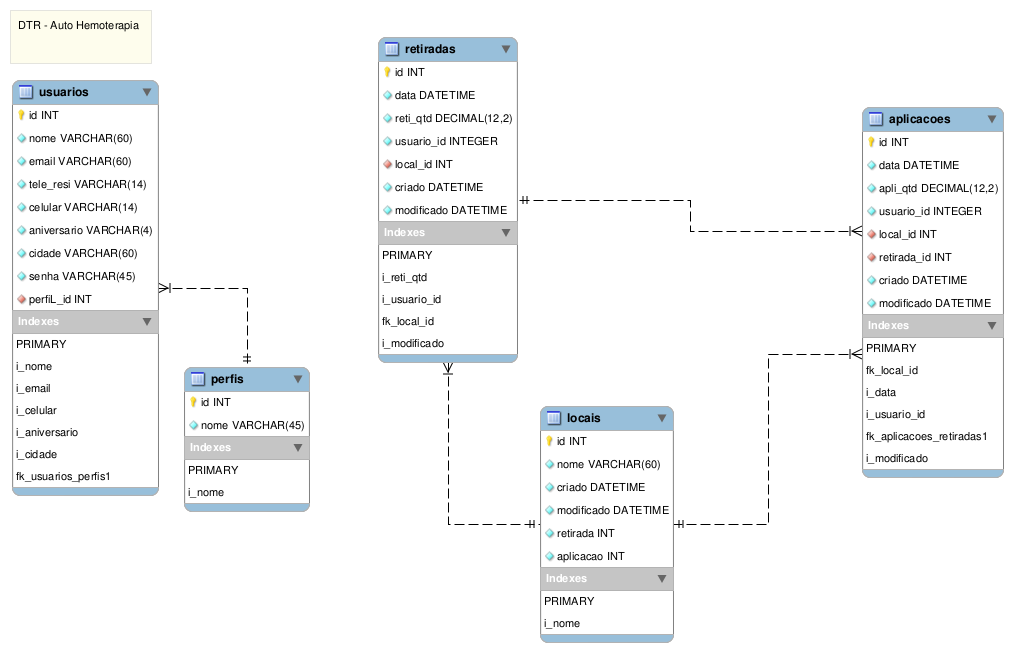 DTR - Auto Hemoterapia
usuarios
id INT
nome VARCHAR(60)
email VARCHAR(60)
tele_resi VARCHAR(14)
celular VARCHAR(14)
aniversario VARCHAR(4)
cidade VARCHAR(60)
senha VARCHAR(45)
perfiL_id INT
Indexes
PRIMARY
i_nome
i_email
i_celular
i_aniversario
i_cidade
fk_usuarios_perfis1
perfis
id INT
nome VARCHAR(45)
Indexes
PRIMARY
i_nome
retiradas
id INT
data DATETIME
reti_qtd DECIMAL(12,2)
usuario_id INTEGER
local_id INT
criado DATETIME
modificado DATETIME
Indexes
PRIMARY
i_reti_qtd
i_usuario_id
fk_local_id
i_modificado
locais
id INT
nome VARCHAR(60)
criado DATETIME
modificado DATETIME
retirada INT
aplicacao INT
Indexes
PRIMARY
i_nome
aplicacoes
id INT
data DATETIME
apli_qtd DECIMAL(12,2)
usuario_id INTEGER
local_id INT
retirada_id INT
criado DATETIME
modificado DATETIME
Indexes
PRIMARY
fk_local_id
i_data
i_usuario_id
fk_aplicacoes_retiradas1
i_modificado